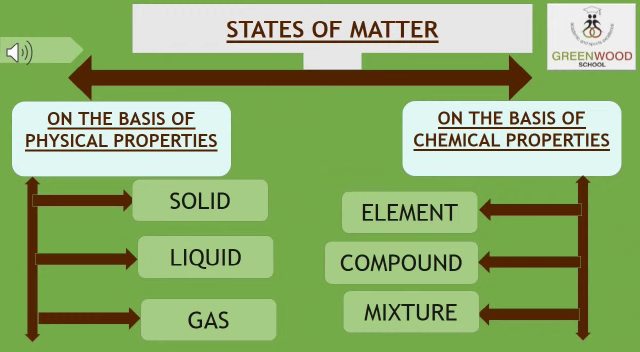 STATES OF MATTER
GREENWOOD
SCHOOL
ON THE BASIS OF
PHYSICAL PROPERTIES
ON THE BASIS OF
CHEMICAL PROPERTIES
SOLID
LIQUID
GAS
ELEMENT
COMPOUND
MIXTURE